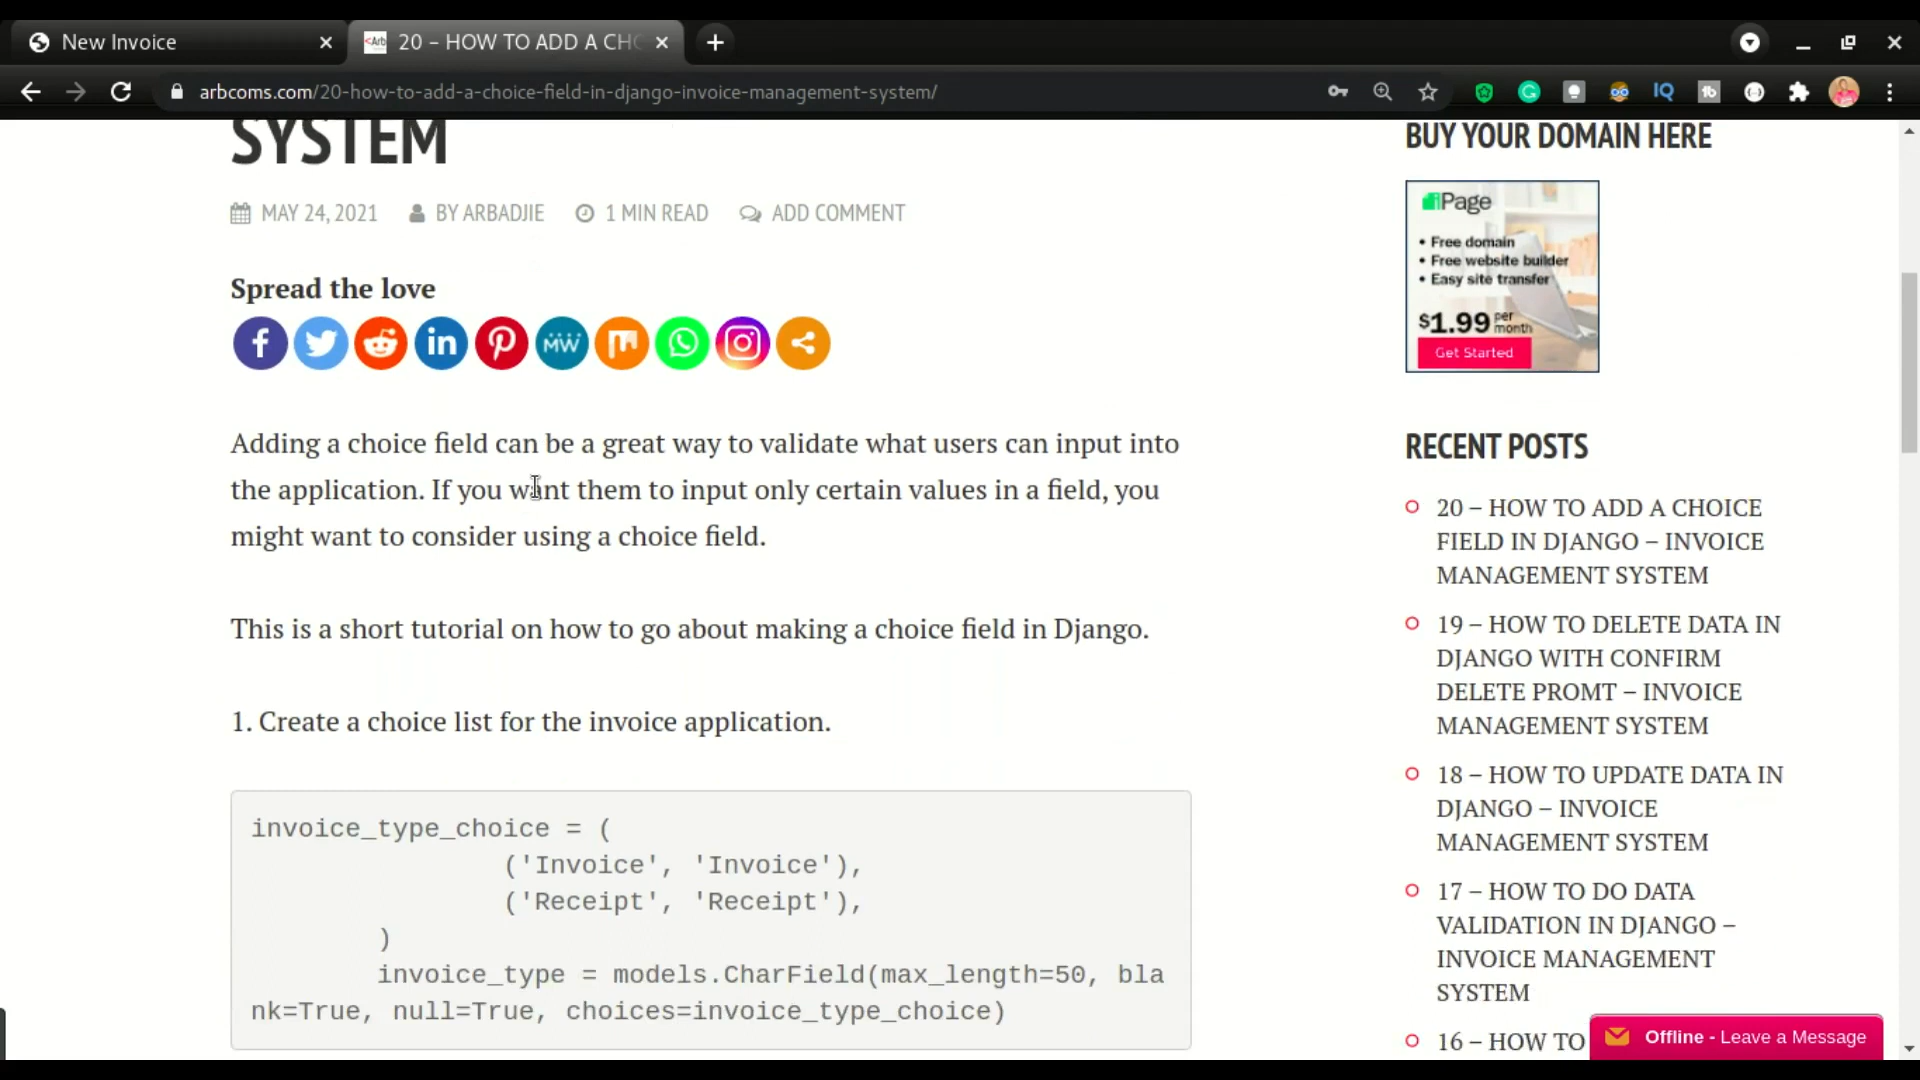 New Invoice
20 – HOW TO ADD A CHO
arbcoms.com/20-how-to-add-a-choice-field-in-django-invoice-management-system/
SYSTEM
MAY 24, 2021 BY ARBADJIE 1 MIN READ ADD COMMENT
Spread the love
Adding a choice field can be a great way to validate what users can input into
the application. If you want them to input only certain values in a field, you
might want to consider using a choice field.
This is a short tutorial on how to go about making a choice field in Django.
1. Create a choice list for the invoice application.
invoice_type_choice = (
('Invoice', 'Invoice'),
('Receipt', 'Receipt'),
)
invoice_type = models.CharField(max_length=50, bla
nk=True, null=True, choices=invoice_type_choice)
BUY YOUR DOMAIN HERE
iPage
• Free domain
• Free website builder
• Easy site transfer
$1.99 per month
Get Started
RECENT POSTS
20 – HOW TO ADD A CHOICE
FIELD IN DJANGO – INVOICE
MANAGEMENT SYSTEM
19 – HOW TO DELETE DATA IN
DJANGO WITH CONFIRM
DELETE PROMT – INVOICE
MANAGEMENT SYSTEM
18 – HOW TO UPDATE DATA IN
DJANGO – INVOICE
MANAGEMENT SYSTEM
17 – HOW TO DO DATA
VALIDATION IN DJANGO –
INVOICE MANAGEMENT
SYSTEM
16 – HOW TO
Offline - Leave a Message